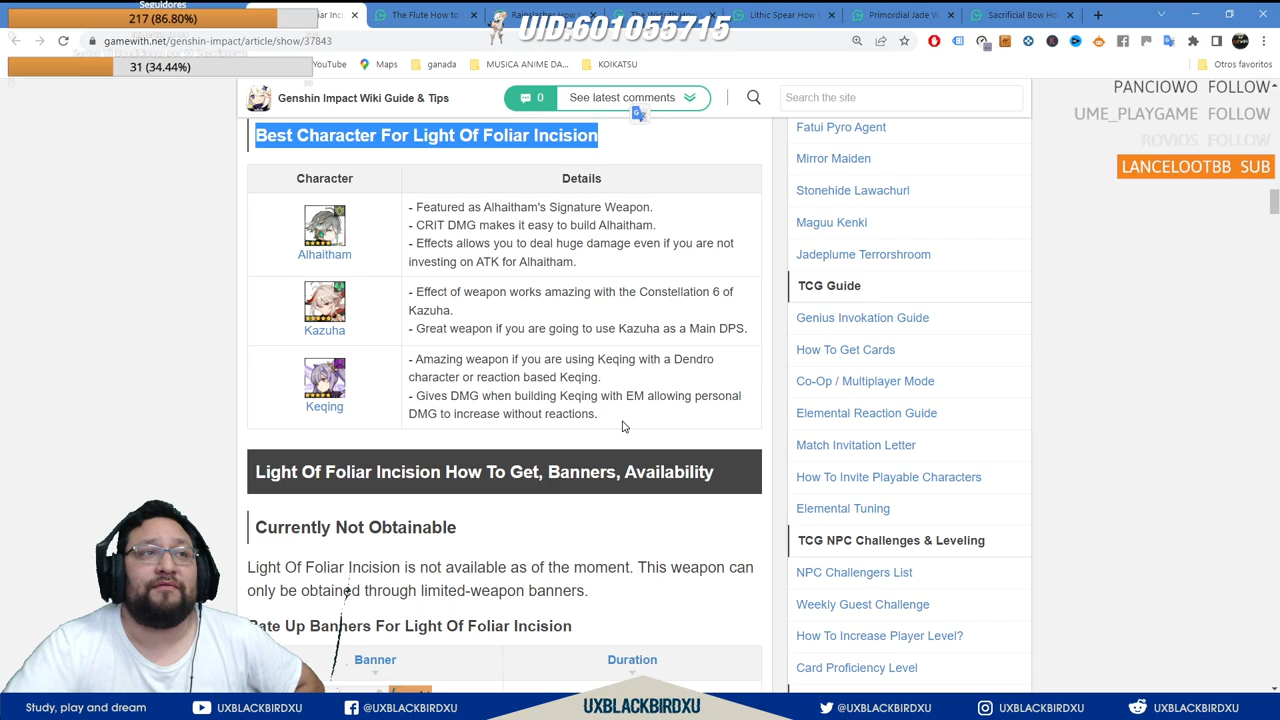 Seguidores
217 (86.80%)
The Flute How to
The Widsith How
Lithic Spear How
Primordial Jade
Sacrificial Bow How
UID:601055715
gamewith.net/genshin-impact/article/show/37843
31 (34.44%)
YouTube
Maps
ganada
MUSICA ANIME DA...
KOIKATSU
Otros favoritos
Genshin Impact Wiki Guide & Tips
0
See latest comments
Search the site
PANCIOWO FOLLOW
UME_PLAYGAME FOLLOW
ROVIOS FOLLOW
LANCELOOTBB SUB
Best Character For Light Of Foliar Incision
Character
Details
Alhaitham
- Featured as Alhaitham's Signature Weapon.
- CRIT DMG makes it easy to build Alhaitham.
- Effects allows you to deal huge damage even if you are not
investing on ATK for Alhaitham.
Kazuha
- Effect of weapon works amazing with the Constellation 6 of
Kazuha.
- Great weapon if you are going to use Kazuha as a Main DPS.
Keqing
- Amazing weapon if you are using Keqing with a Dendro
character or reaction based Keqing.
- Gives DMG when building Keqing with EM allowing personal
DMG to increase without reactions.
Light Of Foliar Incision How To Get, Banners, Availability
Currently Not Obtainable
Light Of Foliar Incision is not available as of the moment. This weapon can
only be obtained through limited-weapon banners.
Rate Up Banners For Light Of Foliar Incision
Banner
Duration
Fatui Pyro Agent
Mirror Maiden
Stonehide Lawachurl
Maguu Kenki
Jadeplume Terrorshroom
TCG Guide
Genius Invokation Guide
How To Get Cards
Co-Op / Multiplayer Mode
Elemental Reaction Guide
Match Invitation Letter
How To Invite Playable Characters
Elemental Tuning
TCG NPC Challenges & Leveling
NPC Challengers List
Weekly Guest Challenge
How To Increase Player Level?
Card Proficiency Level
Study, play and dream
UXBLACKBIRDXU
@UXBLACKBIRDXU
UXBLACKBIRDXU
@UXBLACKBIRDXU
UXBLACKBIRDXU
UXBLACKBIRDXU